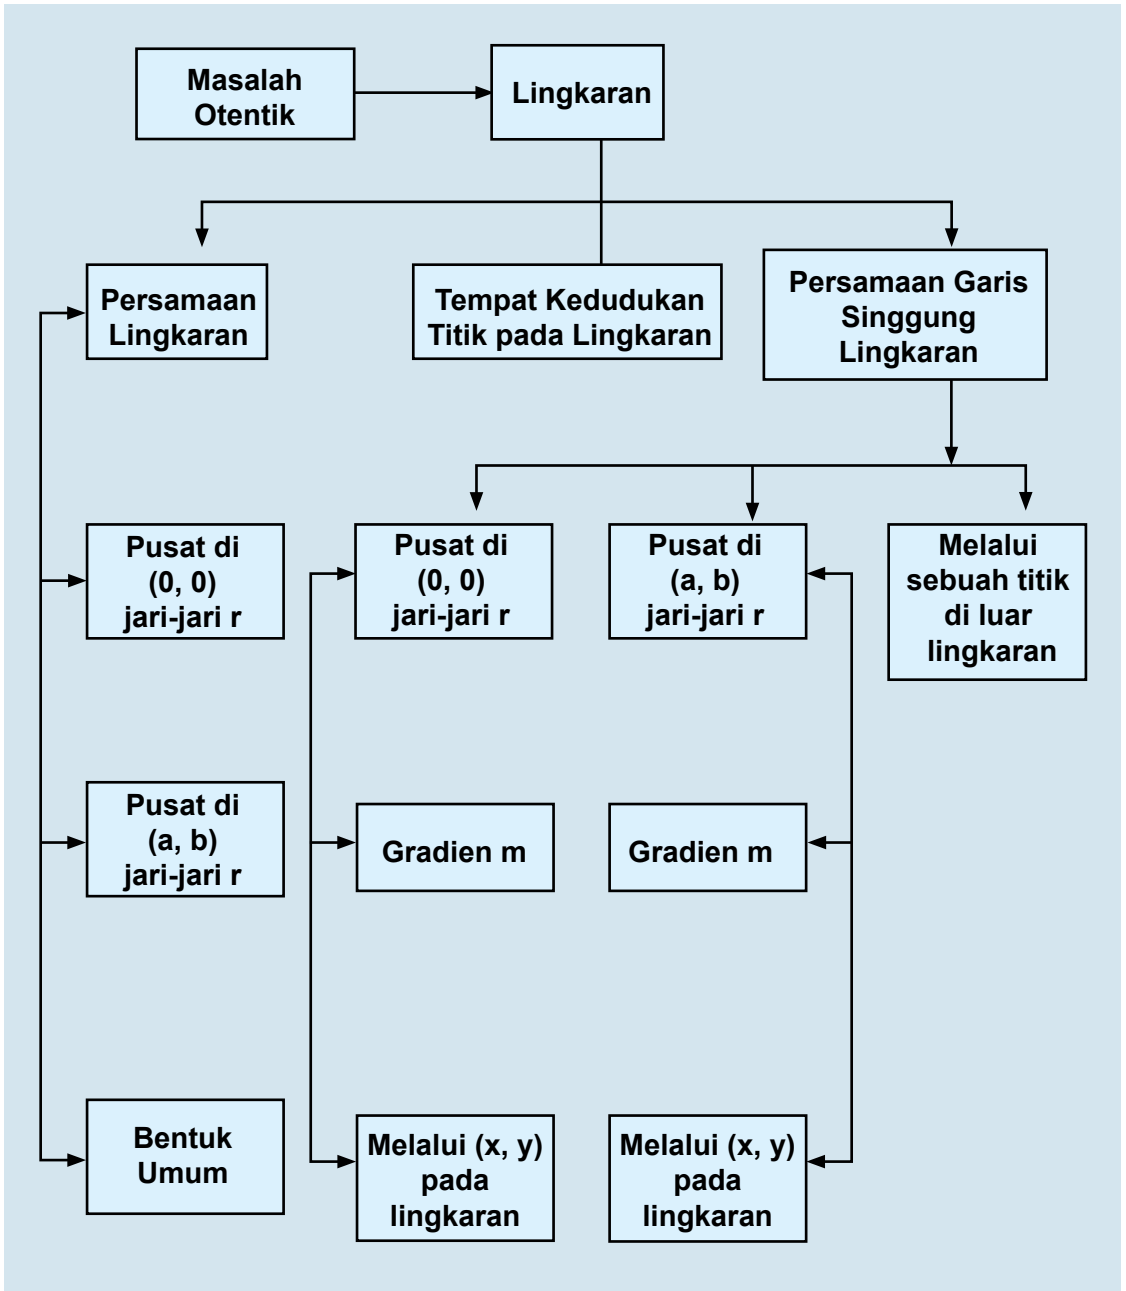 Masalah
Otentik
Lingkaran
Persamaan
Lingkaran
Tempat Kedudukan
Titik pada Lingkaran
Persamaan Garis
Singgung
Lingkaran
Pusat di
(0, 0)
jari-jari r
Pusat di
(0, 0)
jari-jari r
Pusat di
(a, b)
jari-jari r
Melalui
sebuah titik
di luar
lingkaran
Pusat di
(a, b)
jari-jari r
Gradien m
Gradien m
Bentuk
Umum
Melalui (x, y)
pada
lingkaran
Melalui (x, y)
pada
lingkaran